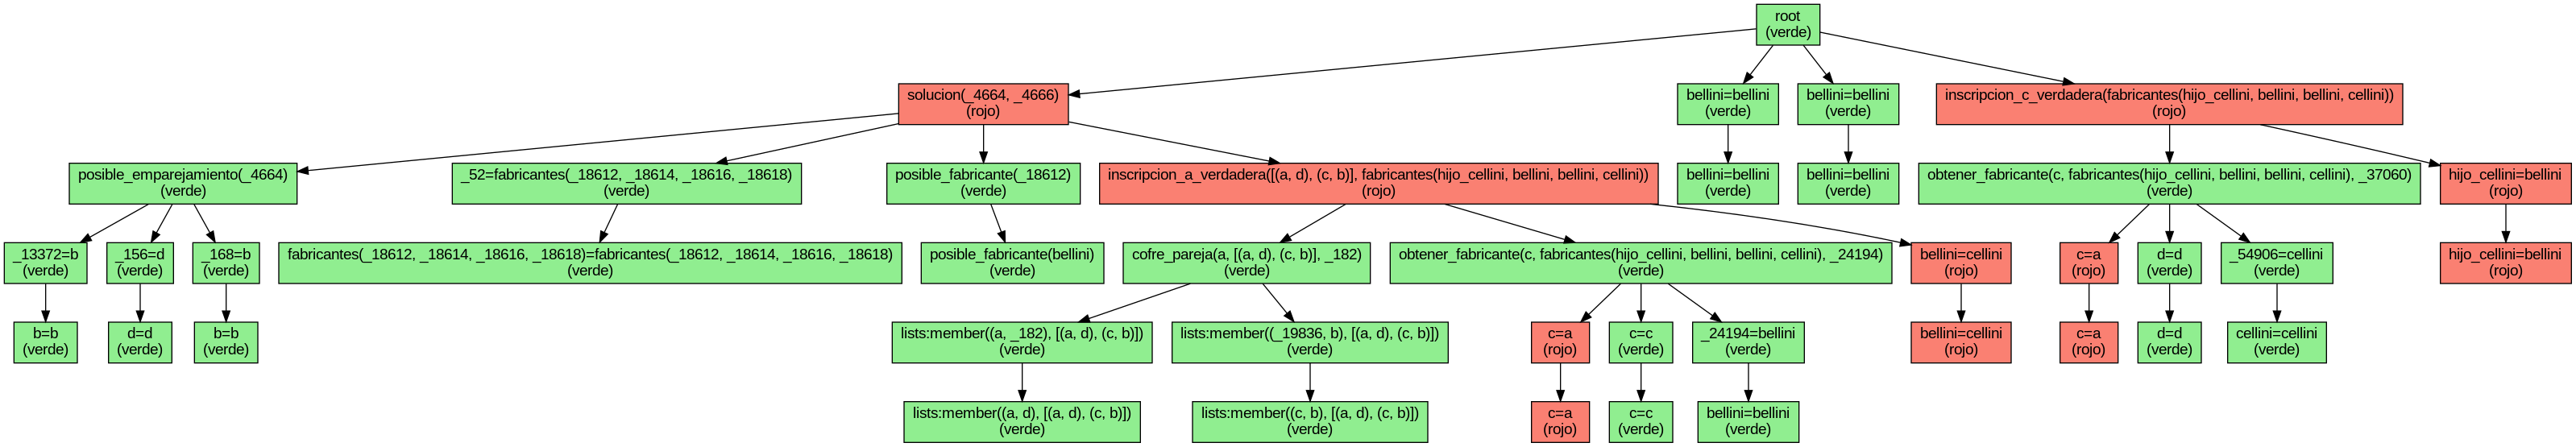 root
(verde)
solucion(_4664, _4666)
(rojo)
bellini=bellini
(verde)
bellini=bellini
(verde)
inscripcion_c_verdadera(fabricantes(hijo_cellini, bellini, bellini, cellini))
(rojo)
posible_emparejamiento(_4664)
(verde)
_52=fabricantes(_18612, _18614, _18616, _18618)
(verde)
posible_fabricante(_18612)
(verde)
inscripcion_a_verdadera([(a, d), (c, b)], fabricantes(hijo_cellini, bellini, bellini, cellini))
(rojo)
bellini=bellini
(verde)
bellini=bellini
(verde)
obtener_fabricante(c, fabricantes(hijo_cellini, bellini, bellini, cellini), _37060)
(verde)
hijo_cellini=bellini
(rojo)
_13372=b
(verde)
_156=d
(verde)
_168=b
(verde)
fabricantes(_18612, _18614, _18616, _18618)=fabricantes(_18612, _18614, _18616, _18618)
(verde)
posible_fabricante(bellini)
(verde)
cofre_pareja(a, [(a, d), (c, b)], _182)
(verde)
obtener_fabricante(c, fabricantes(hijo_cellini, bellini, bellini, cellini), _24194)
(verde)
bellini=cellini
(rojo)
c=a
(rojo)
d=d
(verde)
_54906=cellini
(verde)
hijo_cellini=bellini
(rojo)
b=b
(verde)
d=d
(verde)
b=b
(verde)
lists:member((a, _182), [(a, d), (c, b)])
(verde)
lists:member((_19836, b), [(a, d), (c, b)])
(verde)
c=a
(rojo)
c=c
(verde)
_24194=bellini
(verde)
bellini=cellini
(rojo)
c=a
(rojo)
d=d
(verde)
cellini=cellini
(verde)
lists:member((a, d), [(a, d), (c, b)])
(verde)
lists:member((c, b), [(a, d), (c, b)])
(verde)
c=a
(rojo)
c=c
(verde)
bellini=bellini
(verde)